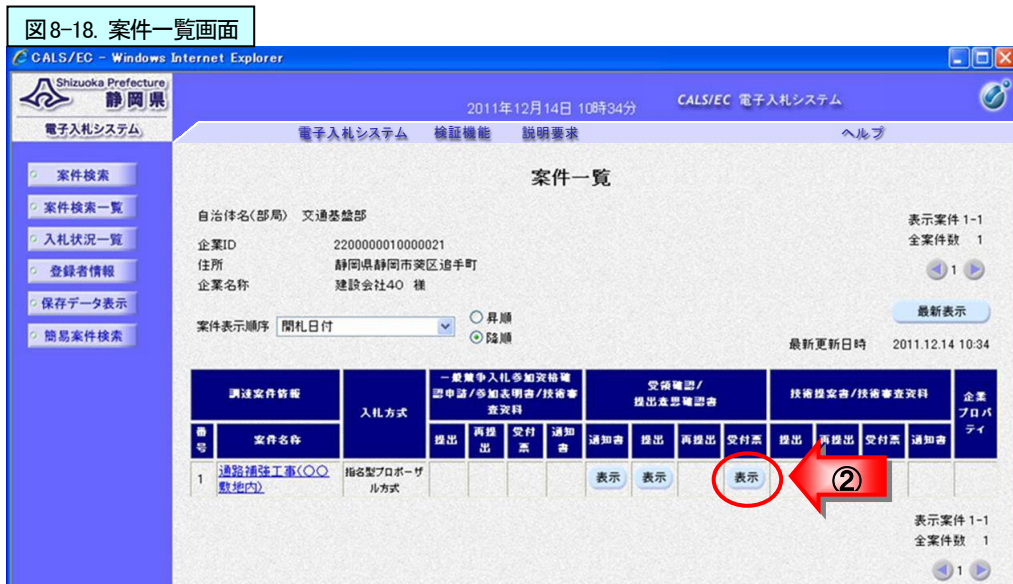 図8-18. 案件一覧画面
CALS/EC - Windows Internet Explorer
Shizuoka Prefecture
静岡県
電子入札システム
2011年12月14日 10時34分
CALS/EC 電子入札システム
電子入札システム 検証機能 説明要求 ヘルプ
案件検索
案件検索一覧
入札状況一覧
登録者情報
保存データ表示
簡易案件検索
案件一覧
自治体名(部局) 交通基盤部
企業ID 2200000010000021
住所 静岡県静岡市葵区追手町
企業名称 建設会社40 様
表示案件 1-1
全案件数 1
1
案件表示順序 開札日付
昇順
降順
最新表示
最新更新日時 2011.12.14 10:34
調達案件情報
入札方式
一般競争入札参加資格確認申請/参加表明書/技術審査資料
受領確認/提出意思確認書
技術提案書/技術審査資料
企業プロパティ
番号 案件名称 提出 再提出 受付票 通知書 通知書 提出 再提出 受付票 提出 再提出 受付票 通知書
1 通路補強工事(○○敷地内) 指名型プロポーザル方式 表示 表示 表示
②
表示案件 1-1
全案件数 1
1